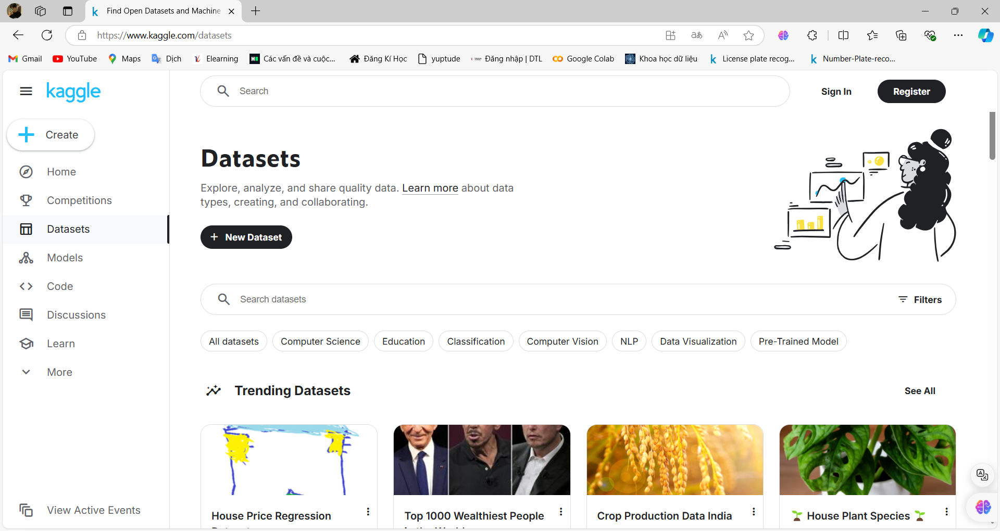 Find Open Datasets and Machine
https://www.kaggle.com/datasets
Gmail
YouTube
Maps
Dịch
Elearning
Các vấn đề và cuộc...
Đăng Kí Học
yuptude
Đăng nhập | DTL
Google Colab
Khoa học dữ liệu
License plate recog...
Number-Plate-reco...
kaggle
Search
Sign In
Register
Create
Home
Competitions
Datasets
Models
Code
Discussions
Learn
More
View Active Events
Datasets
Explore, analyze, and share quality data. Learn more about data
types, creating, and collaborating.
+ New Dataset
Search datasets
Filters
All datasets
Computer Science
Education
Classification
Computer Vision
NLP
Data Visualization
Pre-Trained Model
Trending Datasets
See All
House Price Regression
Top 1000 Wealthiest People
Crop Production Data India
🌱 House Plant Species 🌱